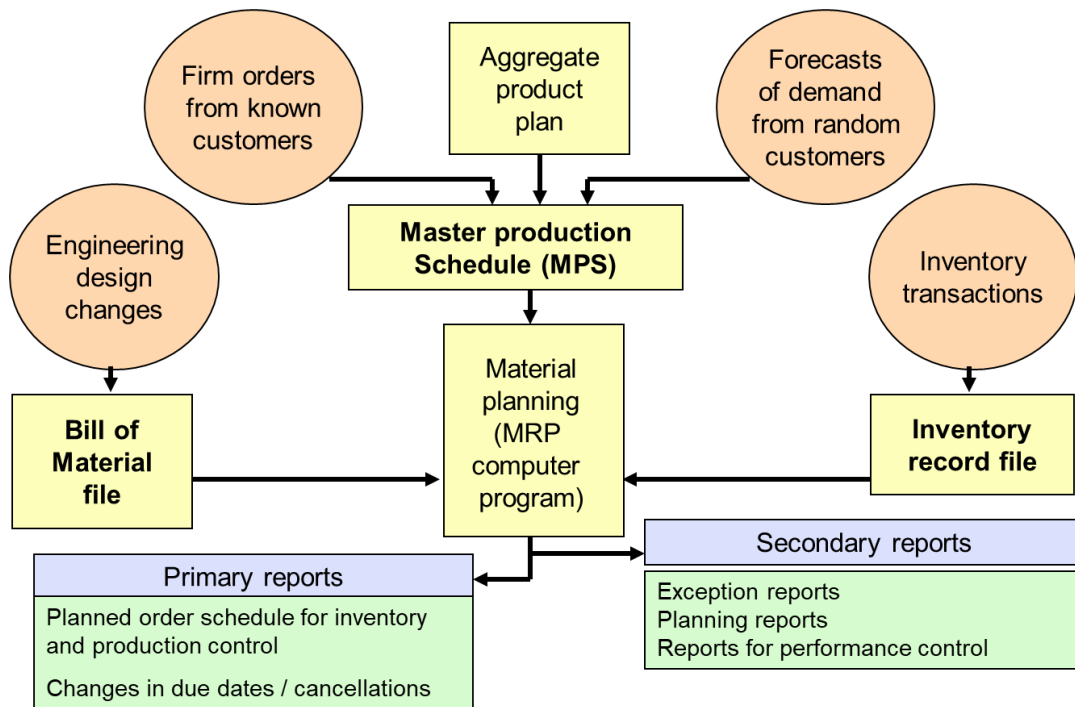 Firm orders
from known
customers
Aggregate
product
plan
Forecasts
of demand
from random
customers
Engineering
design
changes
Master production
Schedule (MPS)
Inventory
transactions
Bill of
Material
file
Material
planning
(MRP
computer
program)
Inventory
record file
Primary reports
Planned order schedule for inventory
and production control
Changes in due dates / cancellations
Secondary reports
Exception reports
Planning reports
Reports for performance control